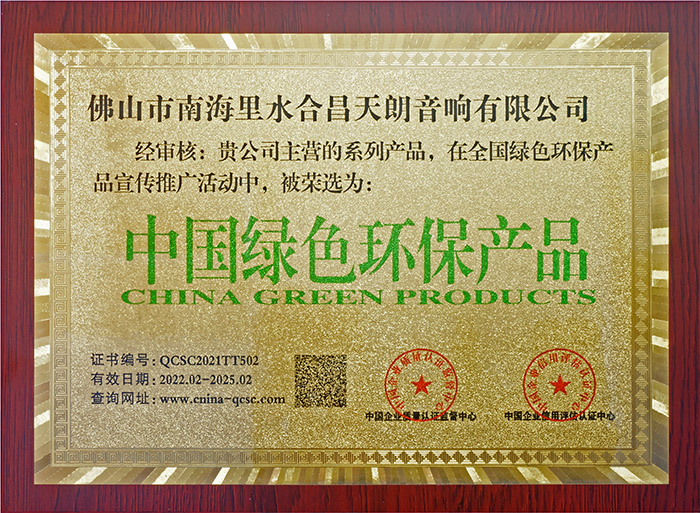 佛山市南海里水合昌天朗音响有限公司
经审核：贵公司主营的系列产品，在全国绿色环保产
品宣传推广活动中，被荣选为：
中国绿色环保产品
CHINA GREEN PRODUCTS
证书编号：QCSC2021TT502
有效日期：2022.02-2025.02
查询网址：www.cnina-qcsc.com
中国企业质量认证监督中心
中国企业信用评估认证中心